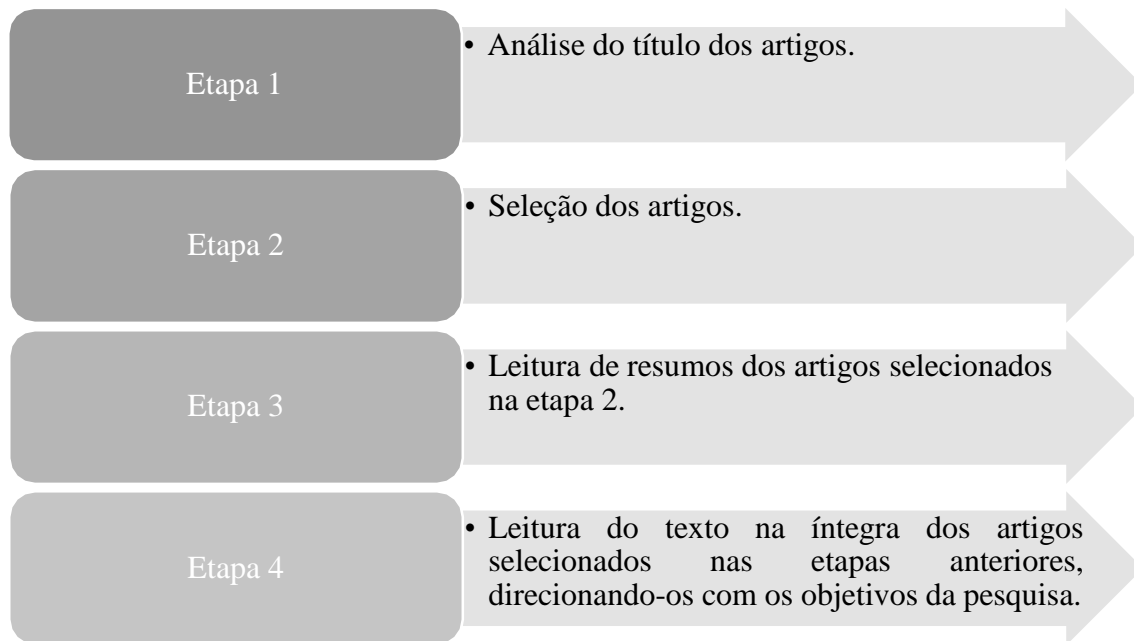 Etapa 1
• Análise do título dos artigos.
Etapa 2
• Seleção dos artigos.
Etapa 3
• Leitura de resumos dos artigos selecionados
na etapa 2.
Etapa 4
• Leitura do texto na íntegra dos artigos
selecionados nas etapas anteriores,
direcionando-os com os objetivos da pesquisa.